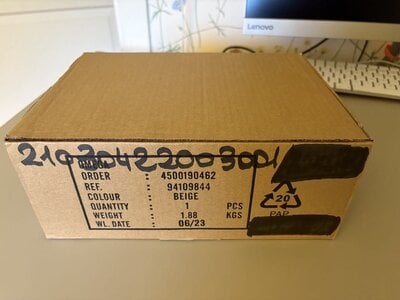 Lenovo
21030422003001
OMEGA
ORDER : 4500190462
REF. : 94109844
COLOUR : BEIGE
QUANTITY : 1 PCS
WEIGHT : 1.88 KGS
WL. DATE : 06/23
20
PAP